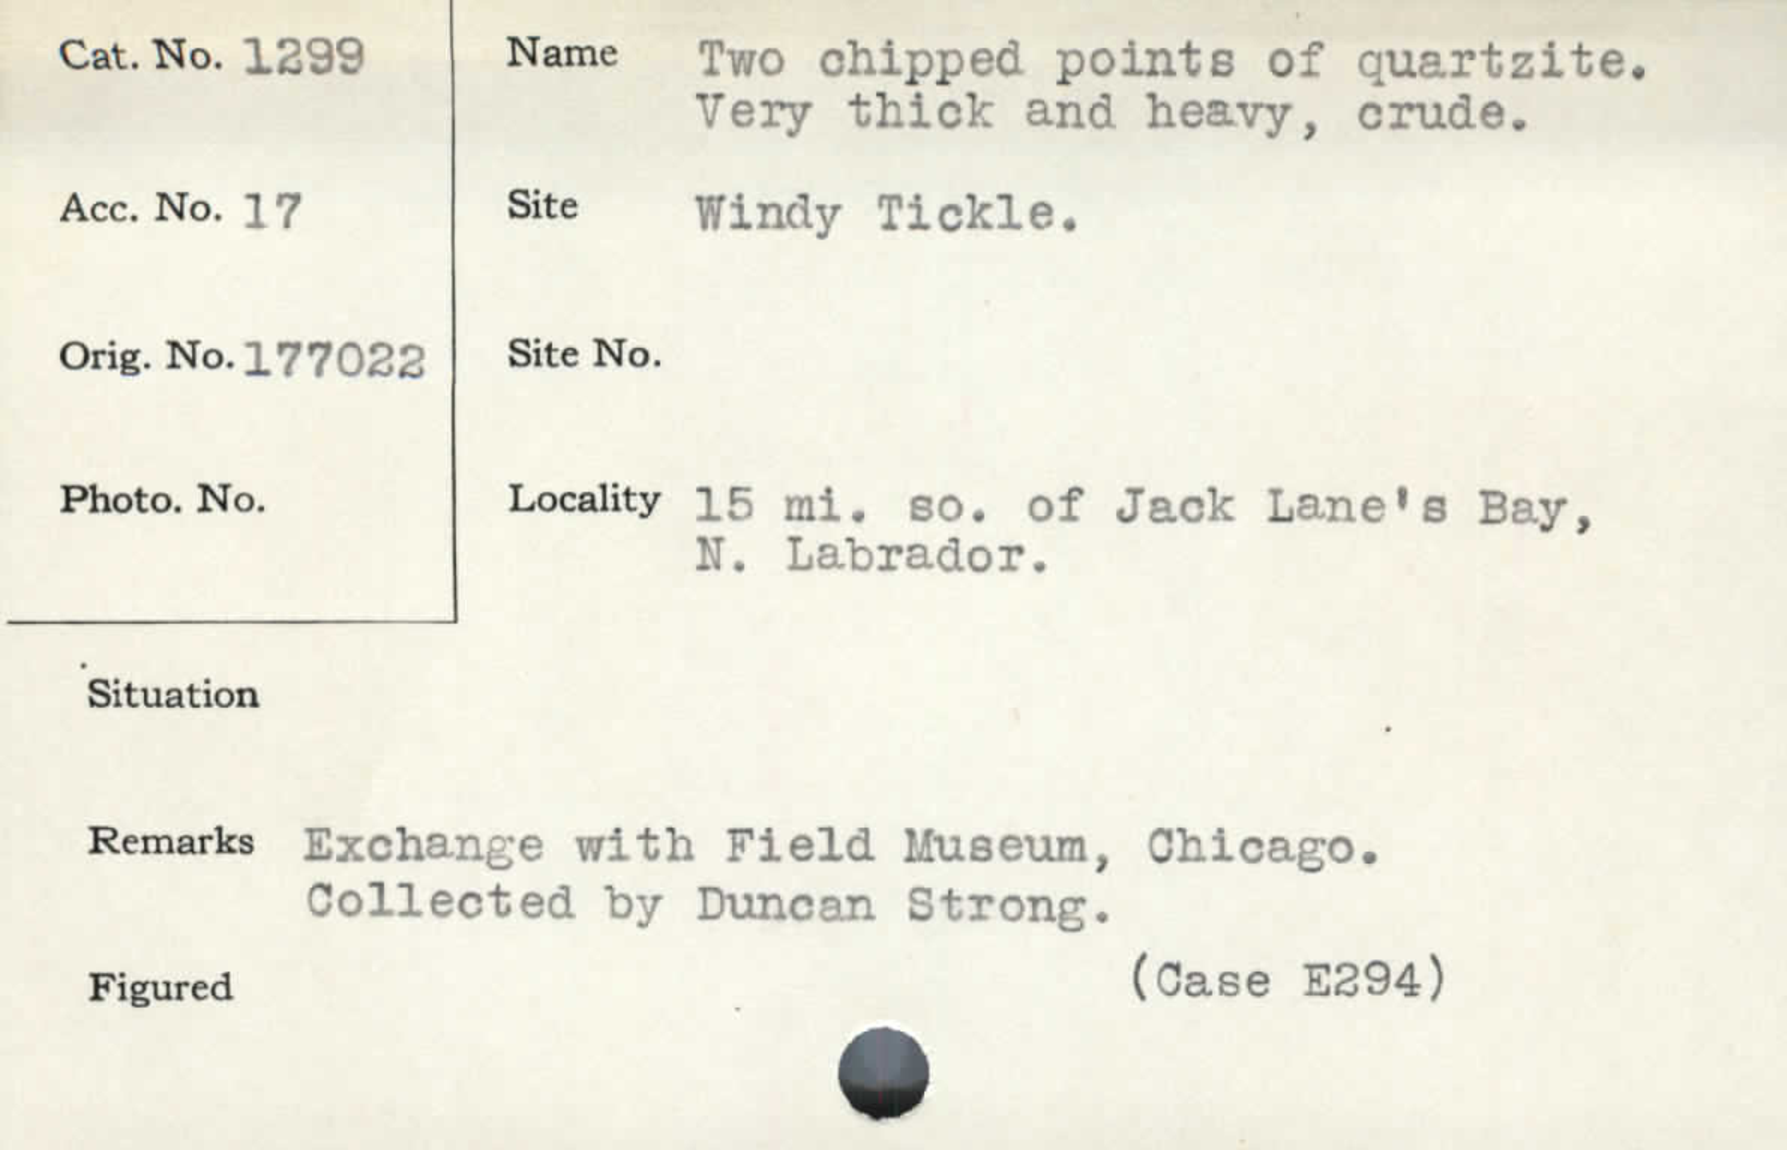 Cat. No. 1299
Name Two chipped points of quartzite.
Very thick and heavy, crude.
Acc. No. 17
Site Windy Tickle.
Orig. No. 177022
Site No.
Photo. No.
Locality 15 mi. so. of Jack Lane's Bay,
N. Labrador.
Situation
Remarks Exchange with Field Museum, Chicago.
Collected by Duncan Strong.
Figured (Case E294)